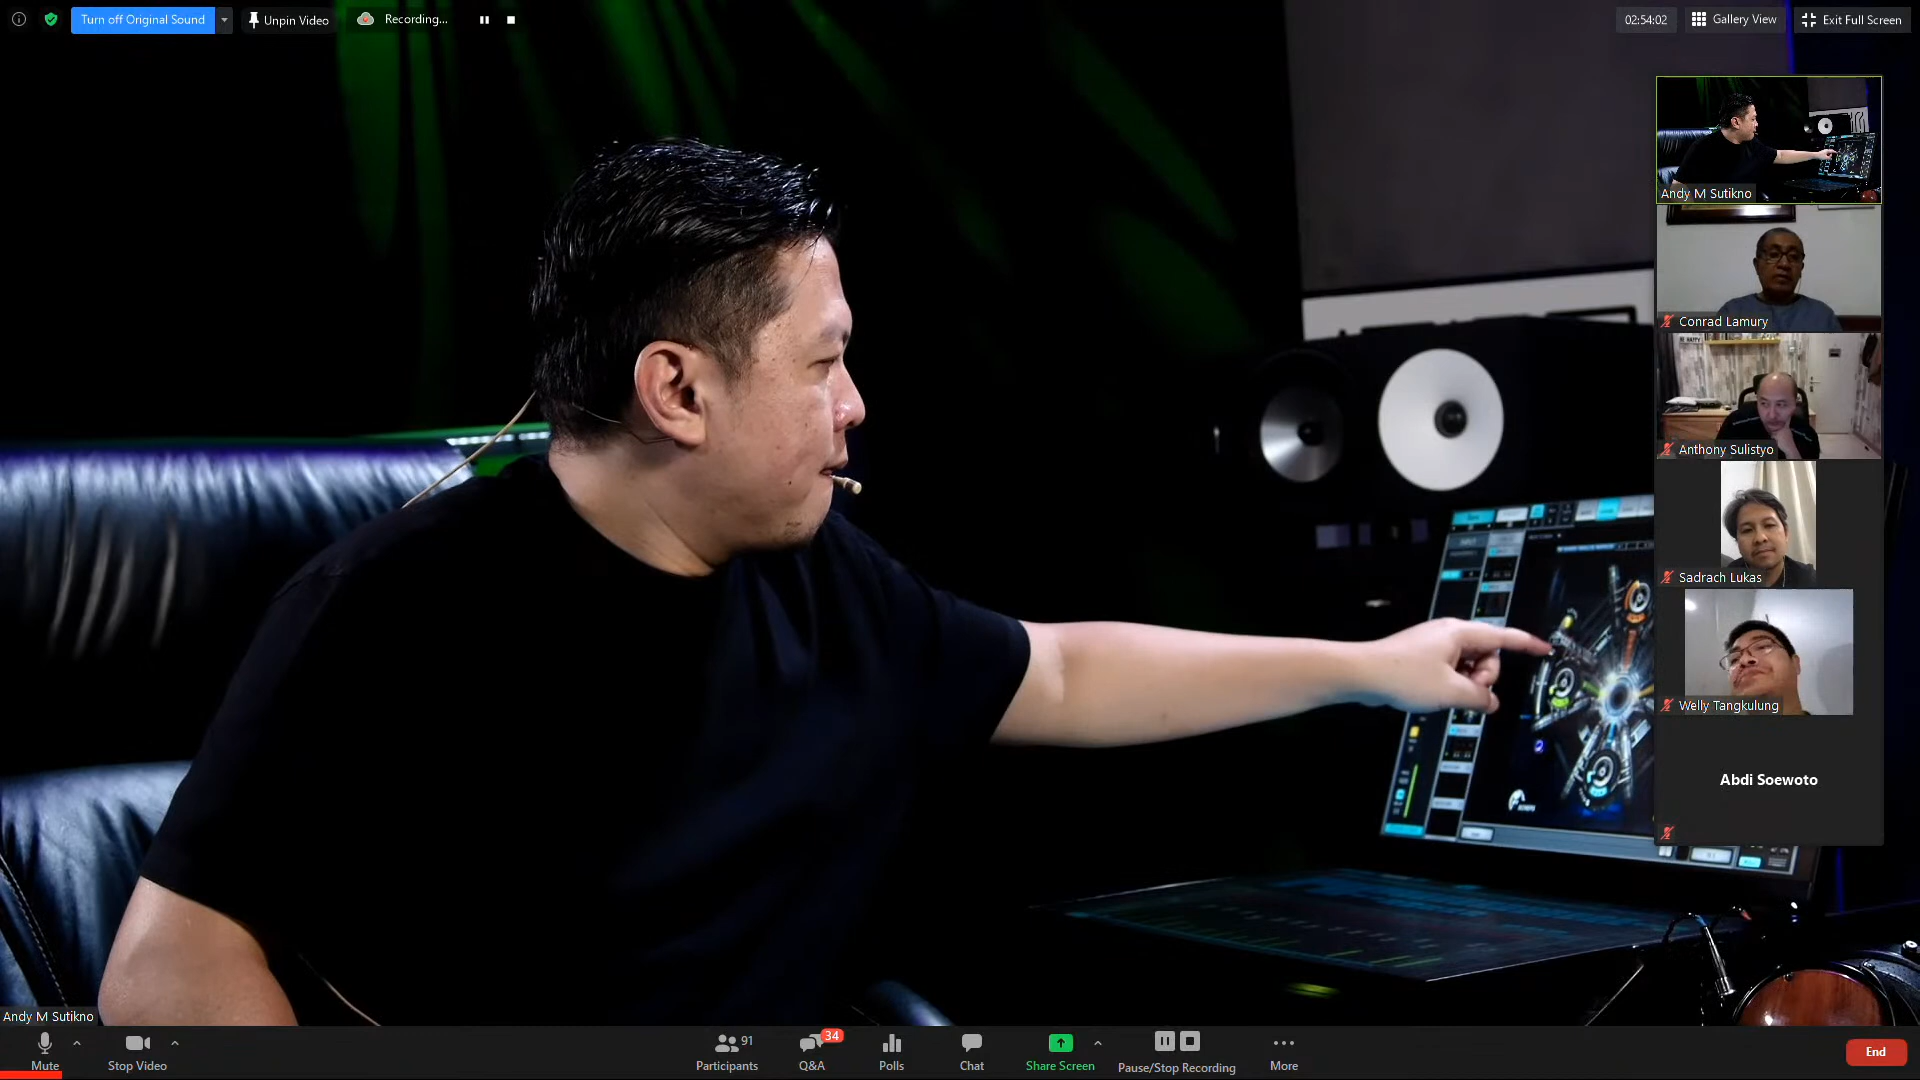 Turn off Original Sound
Unpin Video
Recording...
02:54:02
Gallery View
Exit Full Screen
Andy M Sutikno
Conrad Lamury
Anthony Sulistyo
Sadrach Lukas
Welly Tangkulung
Abdi Soewoto
Andy M Sutikno
Mute
Stop Video
91
Participants
34
Q&A
Polls
Chat
Share Screen
Pause/Stop Recording
More
End